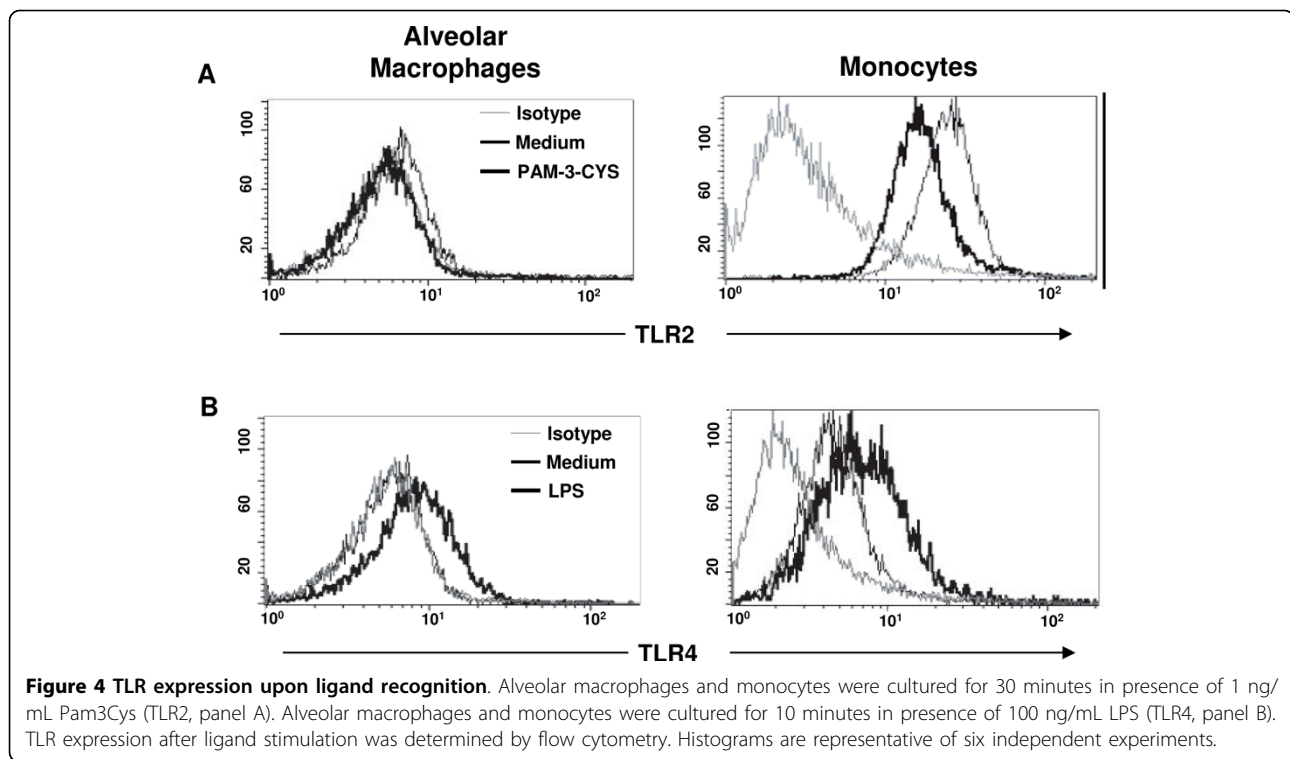 Alveolar
Macrophages
Monocytes
A
Isotype
Medium
PAM-3-CYS
100
60
20
10⁰
10¹
10²
100
60
20
10⁰
10¹
10²
TLR2
B
Isotype
Medium
LPS
100
60
20
10⁰
10¹
10²
100
60
20
10⁰
10¹
10²
TLR4
Figure 4 TLR expression upon ligand recognition. Alveolar macrophages and monocytes were cultured for 30 minutes in presence of 1 ng/
mL Pam3Cys (TLR2, panel A). Alveolar macrophages and monocytes were cultured for 10 minutes in presence of 100 ng/mL LPS (TLR4, panel B).
TLR expression after ligand stimulation was determined by flow cytometry. Histograms are representative of six independent experiments.